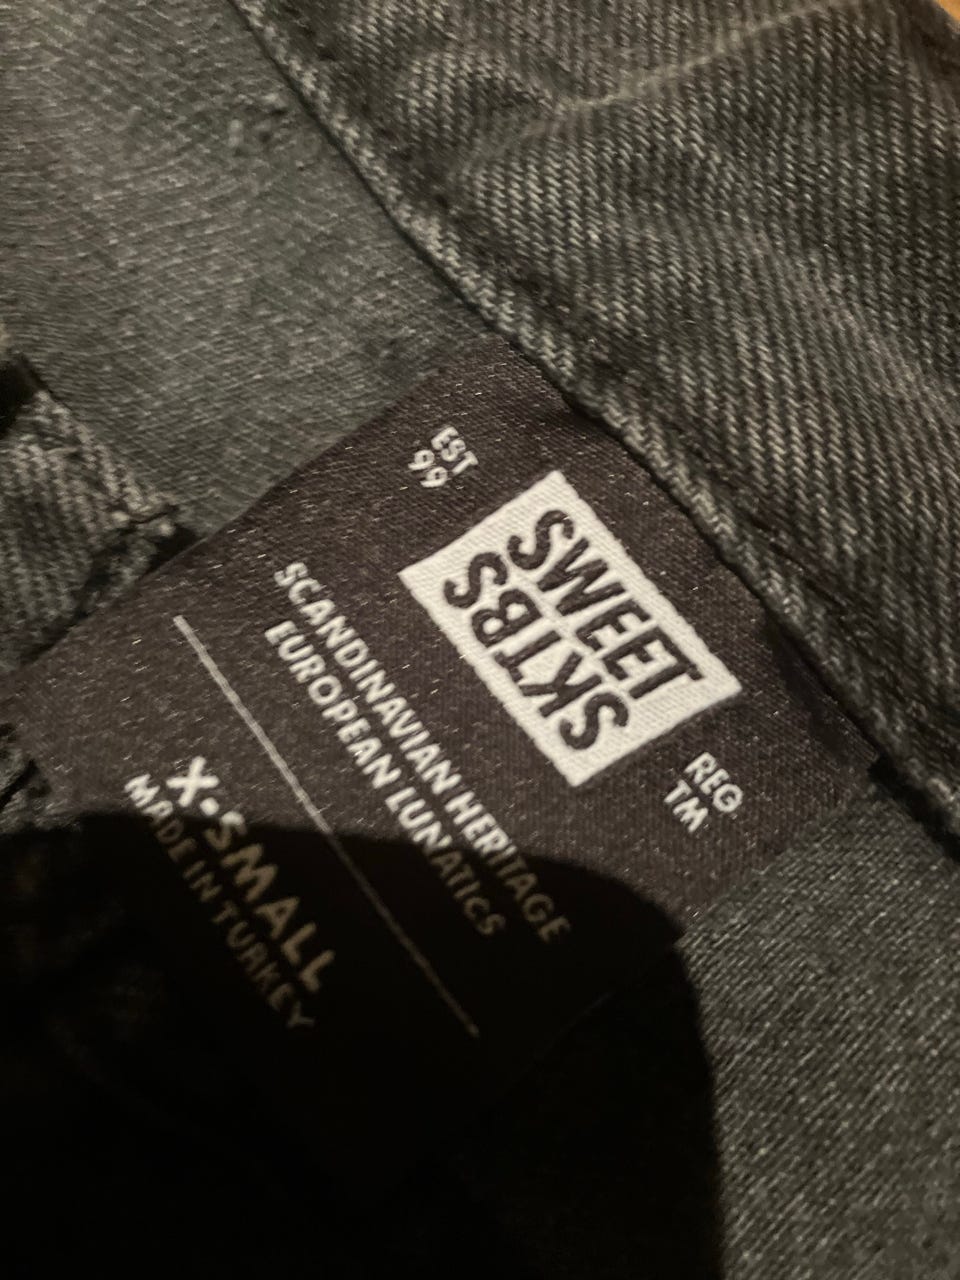 EST
99
SWEET
SKTBS
REG
TM
SCANDINAVIAN HERITAGE
EUROPEAN LUNATICS
X-SMALL
MADE IN TURKEY